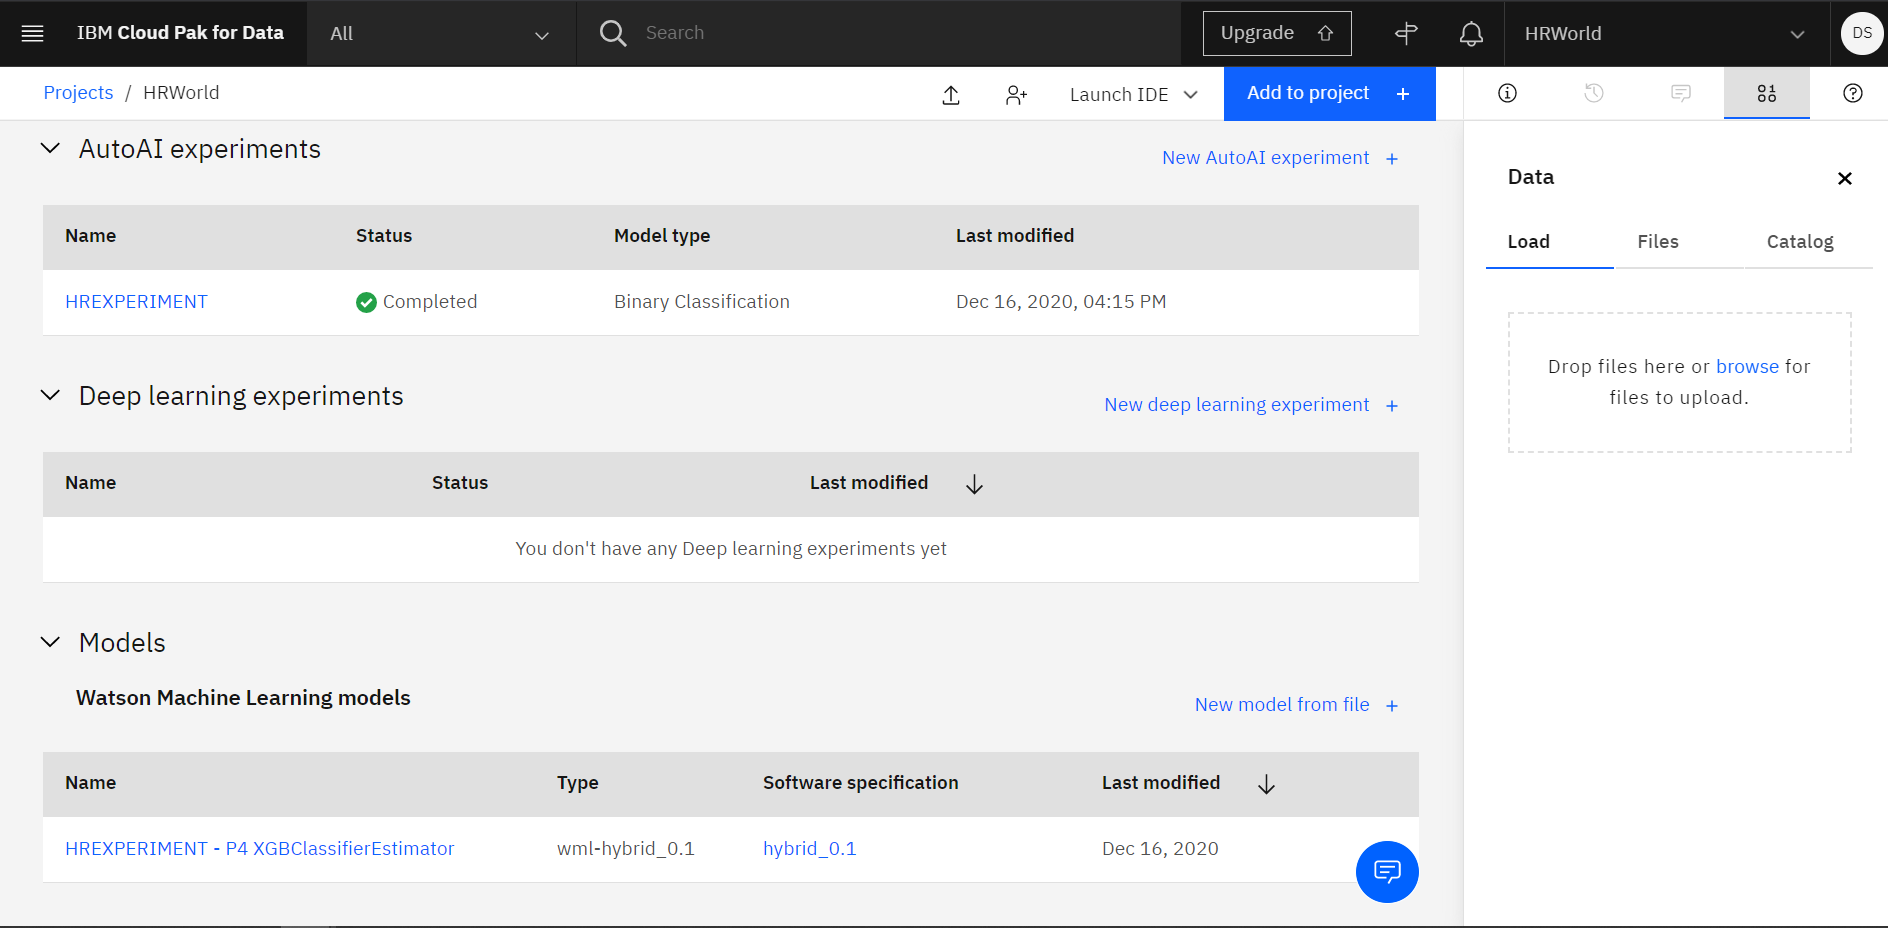 IBM Cloud Pak for Data
All
Search
Upgrade
HRWorld
DS
Projects / HRWorld
Launch IDE
Add to project +
AutoAI experiments
New AutoAI experiment +
Name Status Model type Last modified
HREXPERIMENT Completed Binary Classification Dec 16, 2020, 04:15 PM
Deep learning experiments
New deep learning experiment +
Name Status Last modified
You don't have any Deep learning experiments yet
Models
Watson Machine Learning models
New model from file +
Name Type Software specification Last modified
HREXPERIMENT - P4 XGBClassifierEstimator wml-hybrid_0.1 hybrid_0.1 Dec 16, 2020
Data
Load Files Catalog
Drop files here or browse for
files to upload.